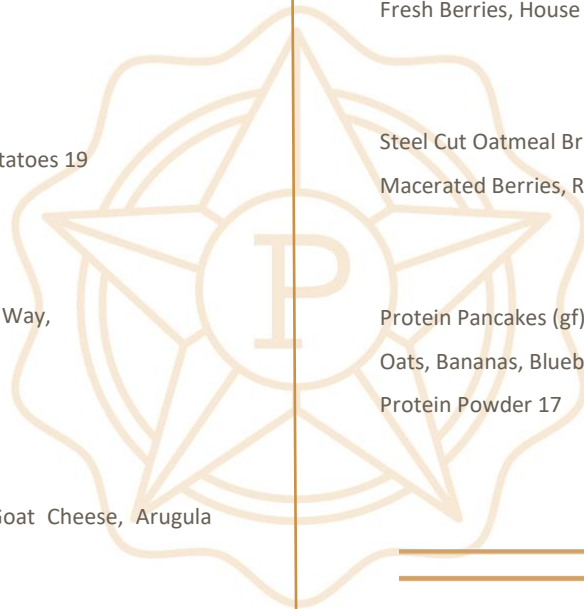 tatoes 19
Way,
Goat Cheese, Arugula
P
Fresh Berries, House
Steel Cut Oatmeal Br
Macerated Berries, R
Protein Pancakes (gf)
Oats, Bananas, Blueb
Protein Powder 17